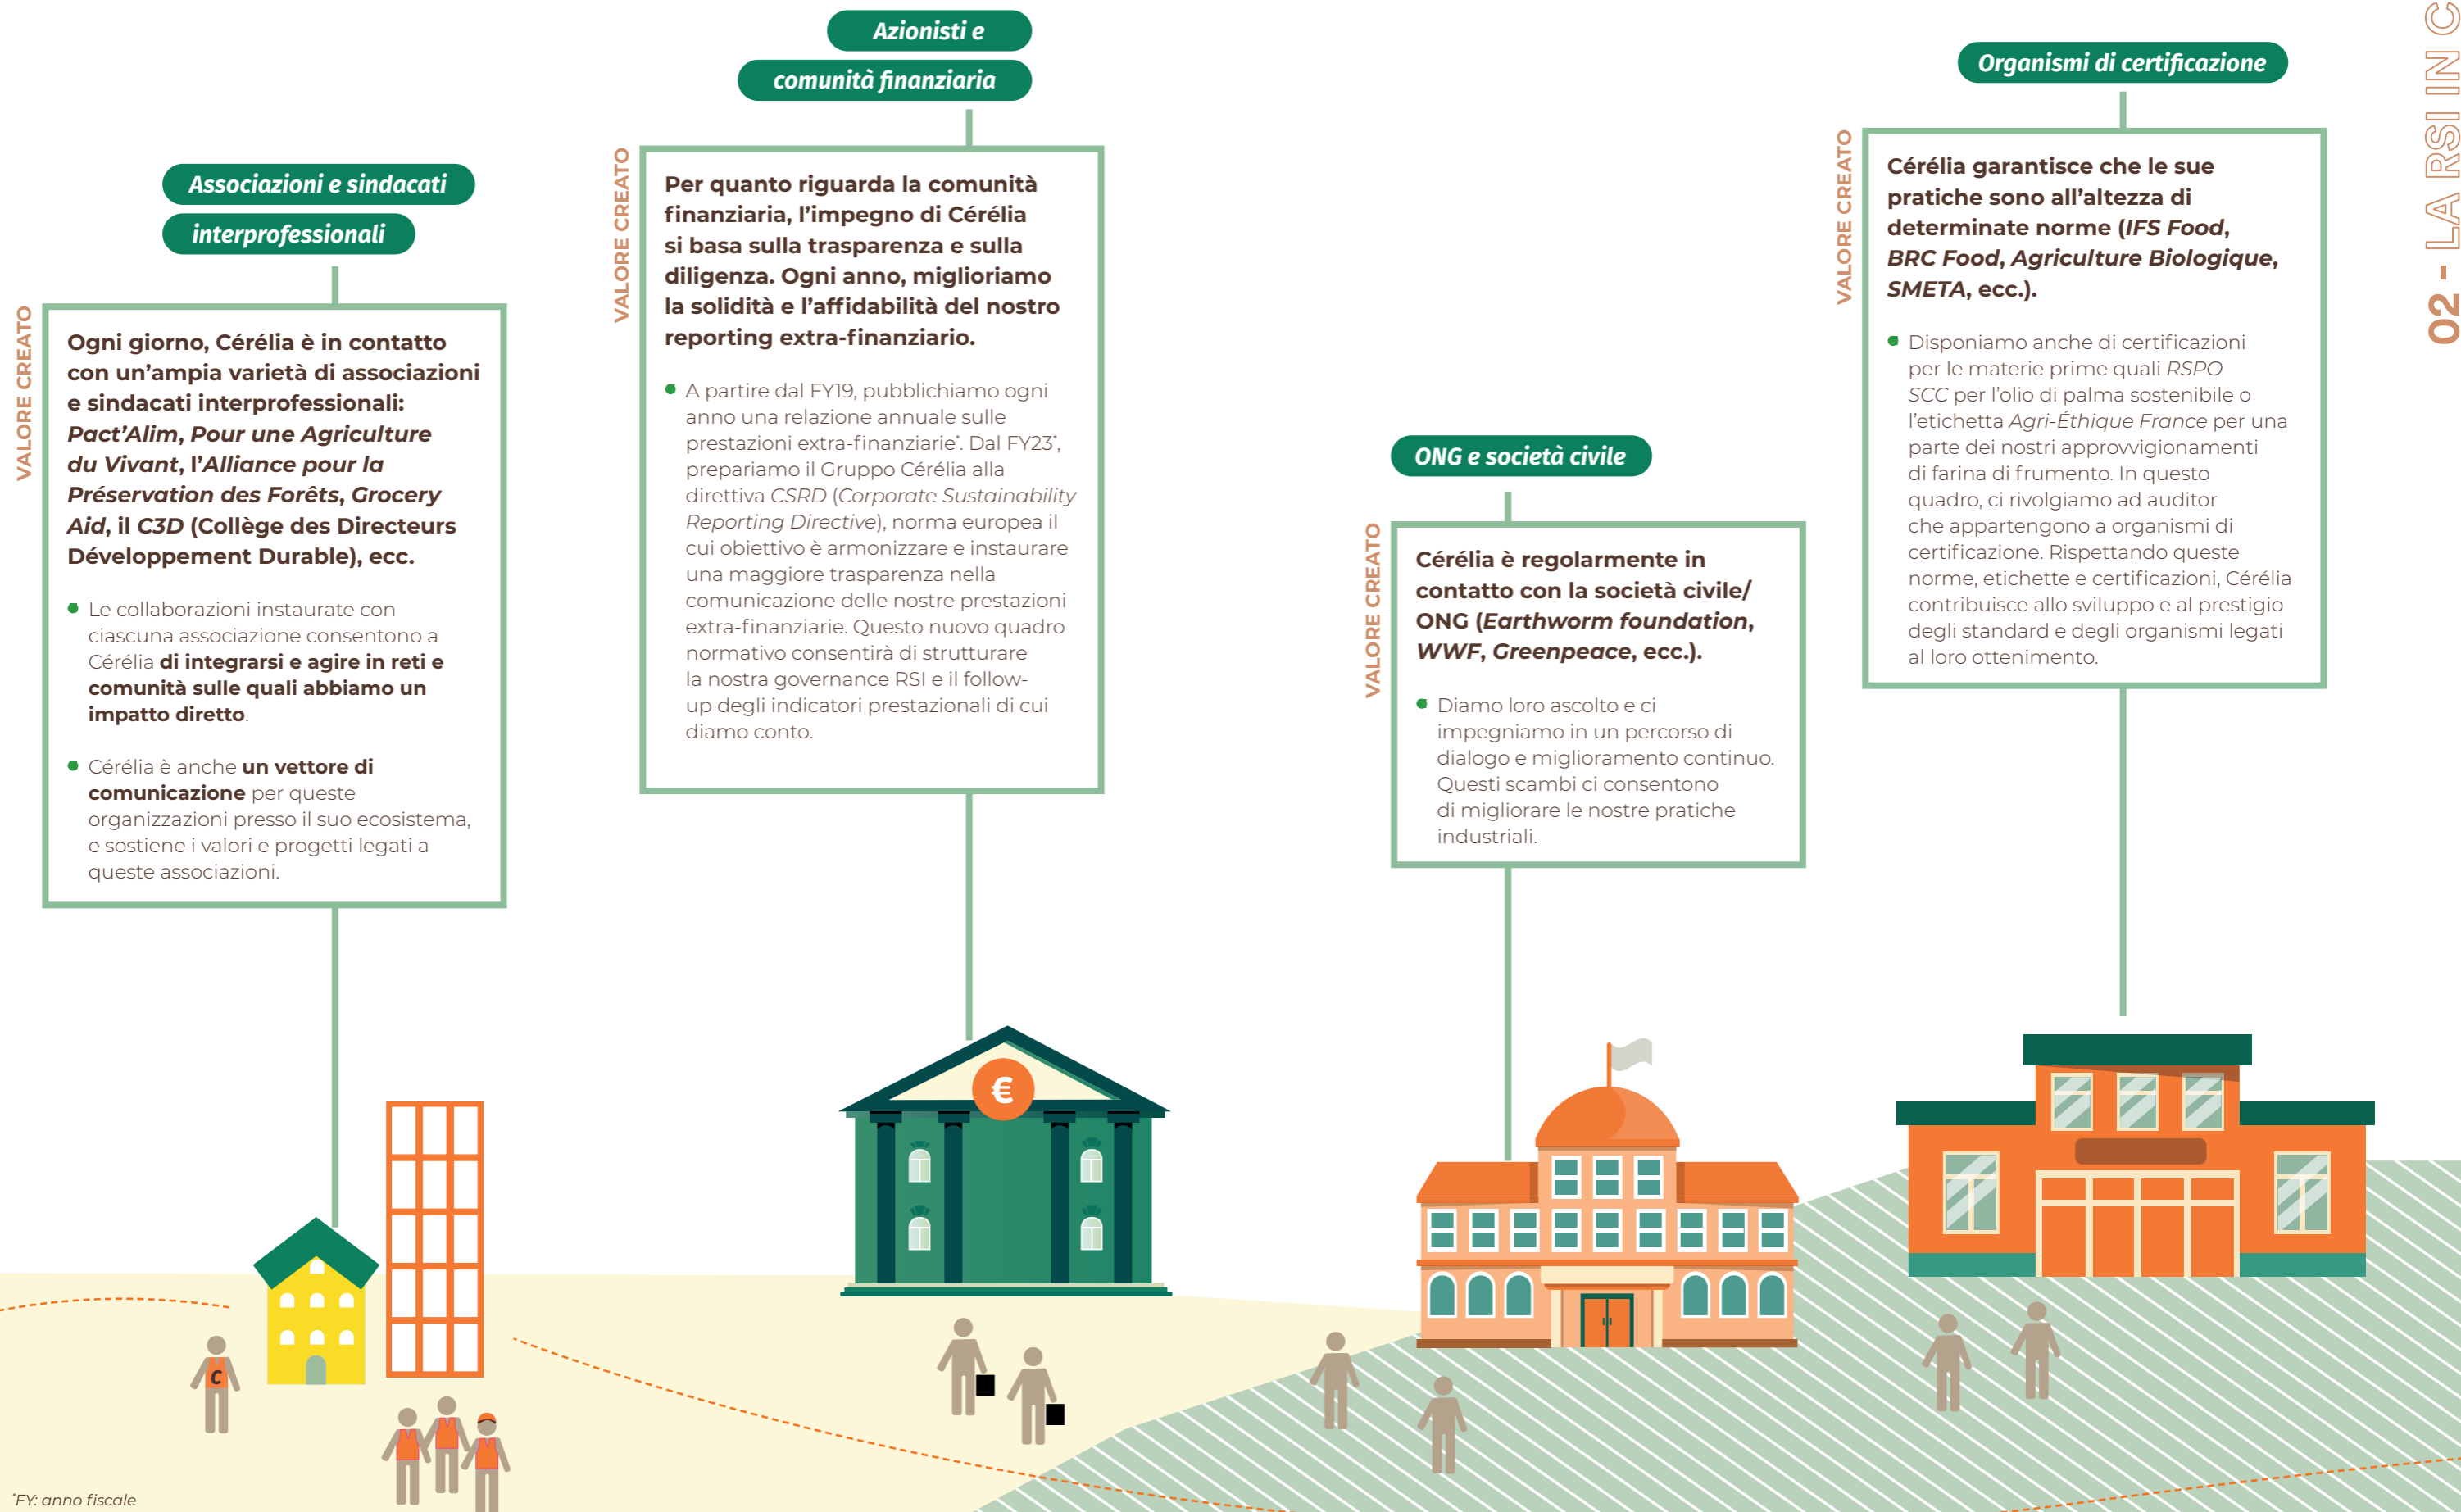 Associazioni e sindacati
interprofessionali
VALORE CREATO
Ogni giorno, Cérélia è in contatto
con un’ampia varietà di associazioni
e sindacati interprofessionali:
Pact’Alim, Pour une Agriculture
du Vivant, l’Alliance pour la
Préservation des Forêts, Grocery
Aid, il C3D (Collège des Directeurs
Développement Durable), ecc.
Le collaborazioni instaurate con
ciascuna associazione consentono a
Cérélia di integrarsi e agire in reti e
comunità sulle quali abbiamo un
impatto diretto.
Cérélia è anche un vettore di
comunicazione per queste
organizzazioni presso il suo ecosistema,
e sostiene i valori e progetti legati a
queste associazioni.
Azionisti e
comunità finanziaria
VALORE CREATO
Per quanto riguarda la comunità
finanziaria, l’impegno di Cérélia
si basa sulla trasparenza e sulla
diligenza. Ogni anno, miglioriamo
la solidità e l’affidabilità del nostro
reporting extra-finanziario.
A partire dal FY19, pubblichiamo ogni
anno una relazione annuale sulle
prestazioni extra-finanziarie*. Dal FY23*,
prepariamo il Gruppo Cérélia alla
direttiva CSRD (Corporate Sustainability
Reporting Directive), norma europea il
cui obiettivo è armonizzare e instaurare
una maggiore trasparenza nella
comunicazione delle nostre prestazioni
extra-finanziarie. Questo nuovo quadro
normativo consentirà di strutturare
la nostra governance RSI e il follow-
up degli indicatori prestazionali di cui
diamo conto.
ONG e società civile
VALORE CREATO
Cérélia è regolarmente in
contatto con la società civile/
ONG (Earthworm foundation,
WWF, Greenpeace, ecc.).
Diamo loro ascolto e ci
impegniamo in un percorso di
dialogo e miglioramento continuo.
Questi scambi ci consentono
di migliorare le nostre pratiche
industriali.
Organismi di certificazione
VALORE CREATO
Cérélia garantisce che le sue
pratiche sono all’altezza di
determinate norme (IFS Food,
BRC Food, Agriculture Biologique,
SMETA, ecc.).
Disponiamo anche di certificazioni
per le materie prime quali RSPO
SCC per l’olio di palma sostenibile o
l’etichetta Agri-Éthique France per una
parte dei nostri approvvigionamenti
di farina di frumento. In questo
quadro, ci rivolgiamo ad auditor
che appartengono a organismi di
certificazione. Rispettando queste
norme, etichette e certificazioni, Cérélia
contribuisce allo sviluppo e al prestigio
degli standard e degli organismi legati
al loro ottenimento.
02 - LA RSI IN C
€
C
*FY: anno fiscale